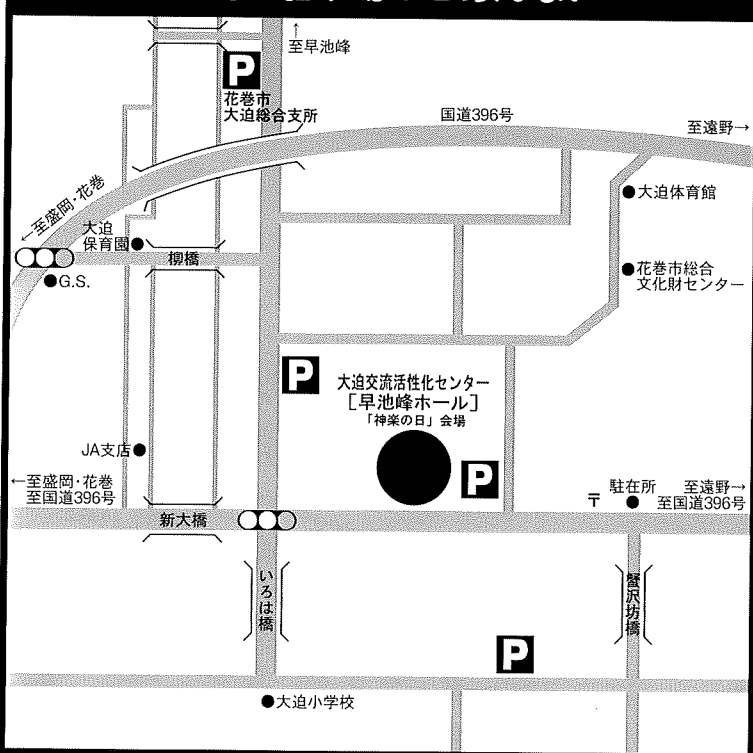 ↑
至早池峰
P
花巻市
大迫総合支所
国道396号
至遠野→
←至盛岡・花巻
大迫
保育園
柳橋
G.S.
大迫体育館
花巻市総合
文化財センター
P
大迫交流活性化センター
［早池峰ホール］
「神楽の日」会場
P
JA支店
←至盛岡・花巻
至国道396号
新大橋
〒
駐在所
至遠野→
至国道396号
いろは橋
蟹沢坊橋
P
大迫小学校